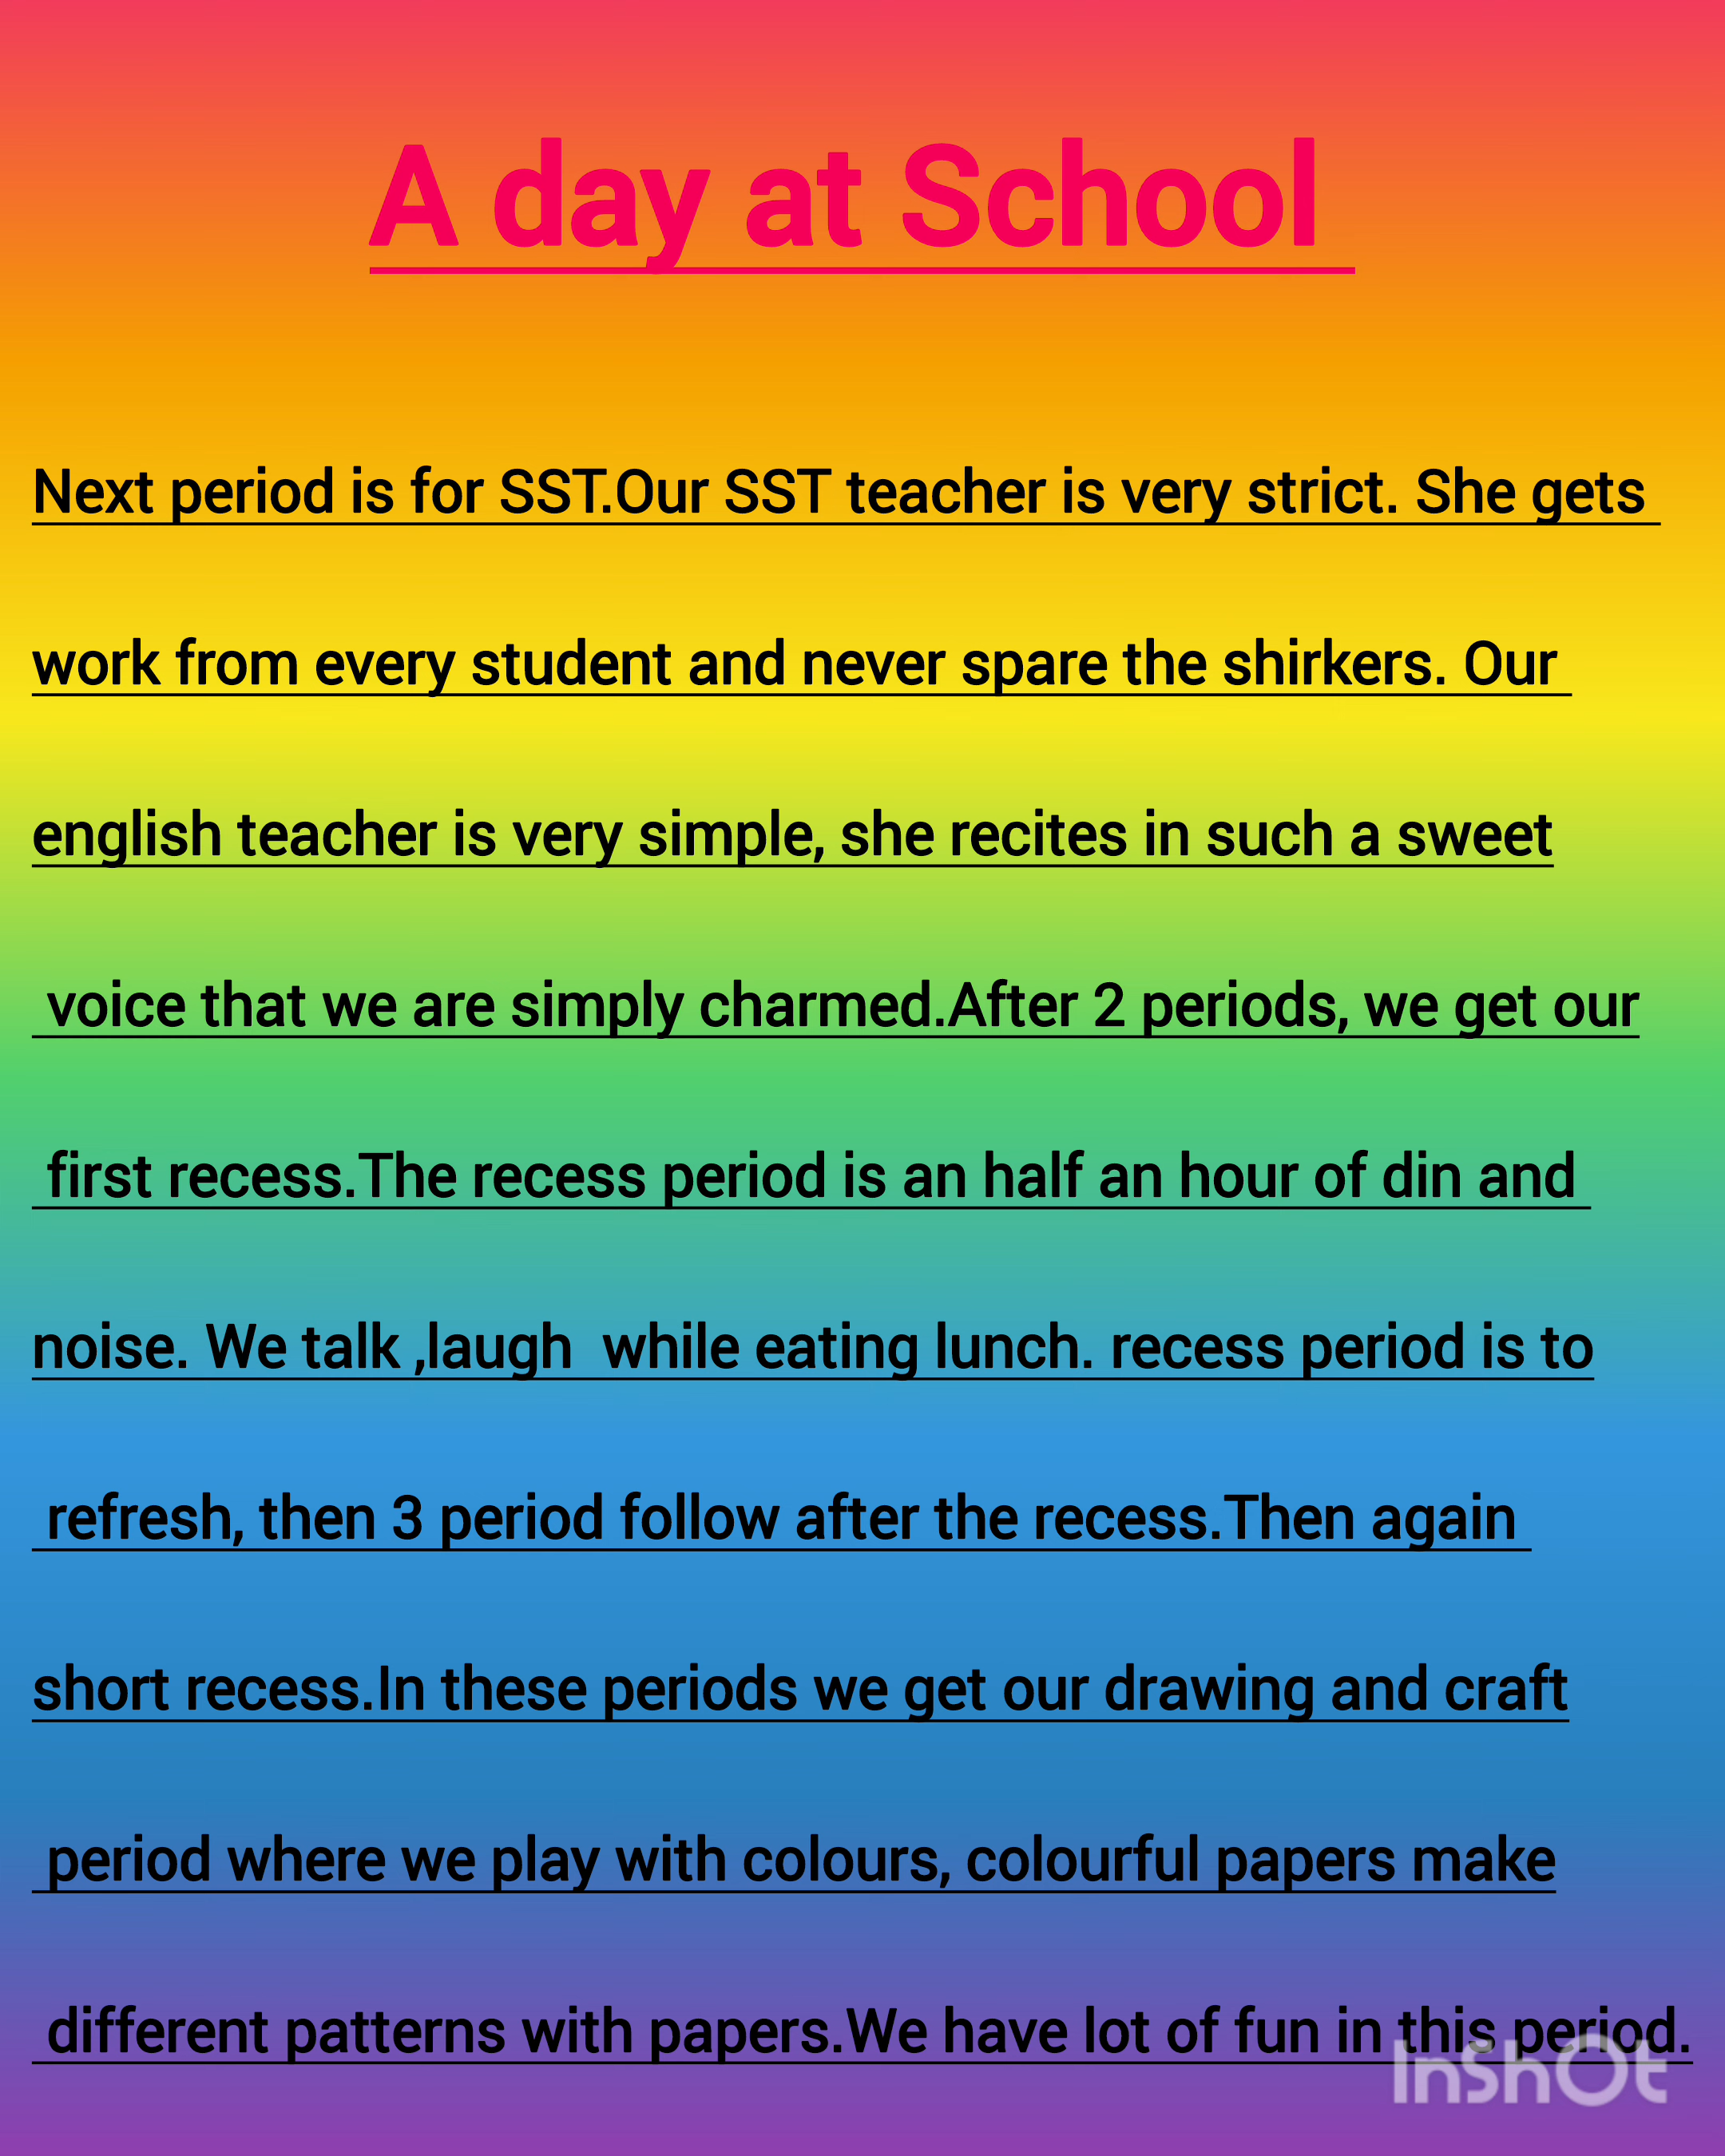 A day at School
Next period is for SST.Our SST teacher is very strict. She gets
work from every student and never spare the shirkers. Our
english teacher is very simple, she recites in such a sweet
voice that we are simply charmed.After 2 periods, we get our
first recess.The recess period is an half an hour of din and
noise. We talk ,laugh  while eating lunch. recess period is to
refresh, then 3 period follow after the recess.Then again
short recess.In these periods we get our drawing and craft
period where we play with colours, colourful papers make
different patterns with papers.We have lot of fun in this period.
InShOt